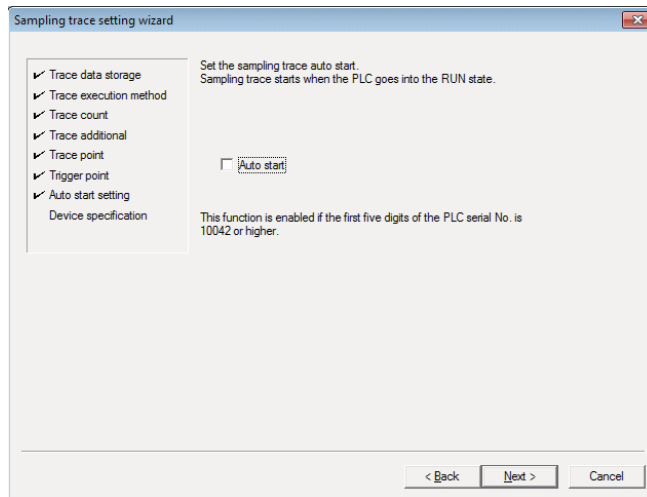 Sampling trace setting wizard
Trace data storage
Trace execution method
Trace count
Trace additional
Trace point
Trigger point
Auto start setting
Device specification
Set the sampling trace auto start.
Sampling trace starts when the PLC goes into the RUN state.
Auto start
This function is enabled if the first five digits of the PLC serial No. is
10042 or higher.
< Back
Next >
Cancel